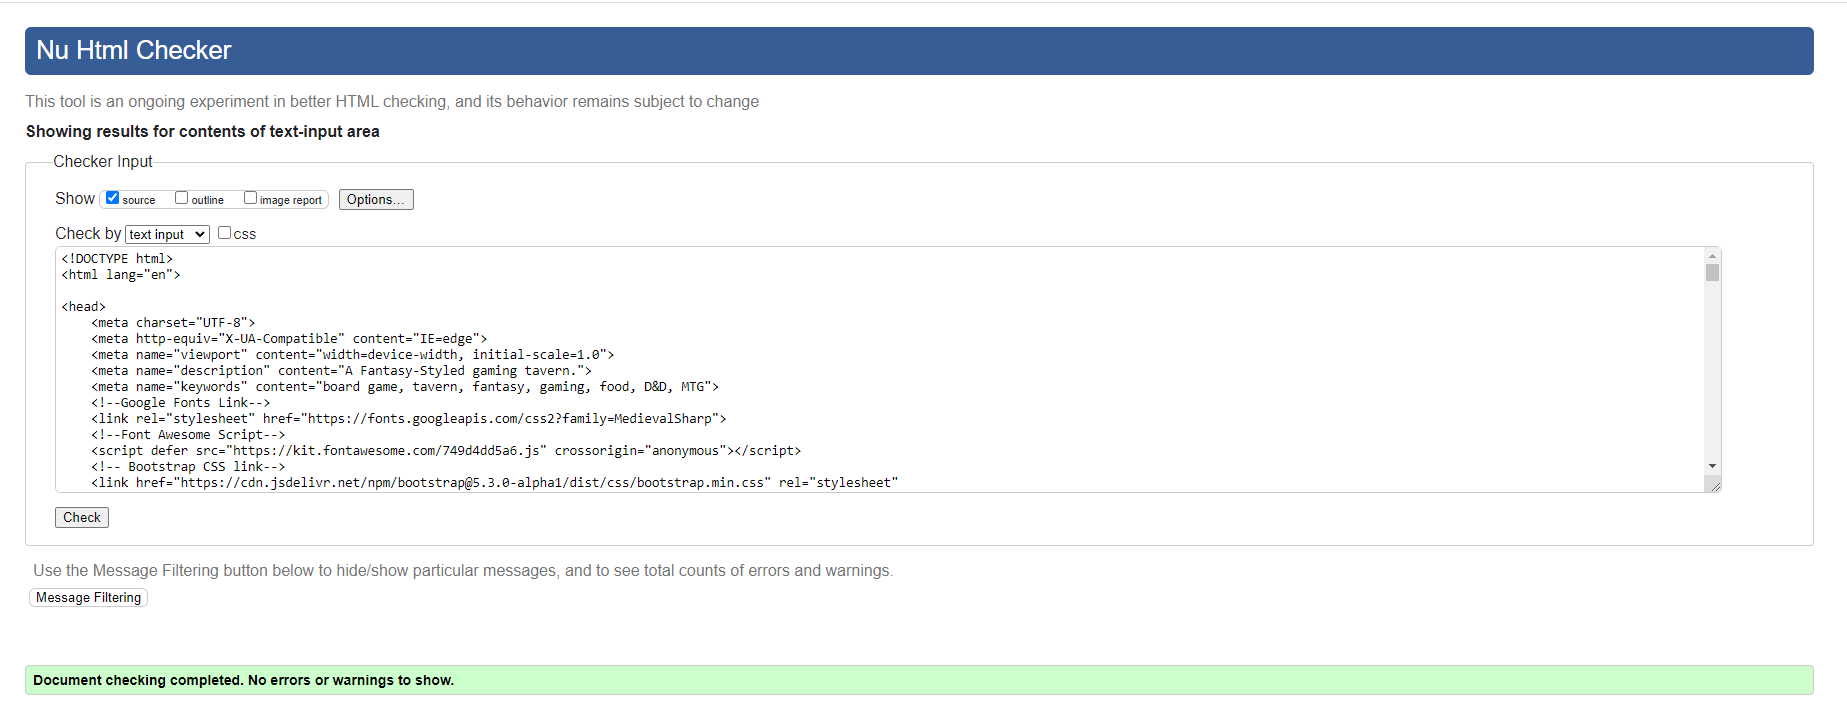 Nu Html Checker
This tool is an ongoing experiment in better HTML checking, and its behavior remains subject to change
Showing results for contents of text-input area
Checker Input
Show source outline image report Options...
Check by text input css
<!DOCTYPE html>
<html lang="en">
<head>
<meta charset="UTF-8">
<meta http-equiv="X-UA-Compatible" content="IE=edge">
<meta name="viewport" content="width=device-width, initial-scale=1.0">
<meta name="description" content="A Fantasy-Styled gaming tavern.">
<meta name="keywords" content="board game, tavern, fantasy, gaming, food, D&D, MTG">
<!--Google Fonts Link-->
<link rel="stylesheet" href="https://fonts.googleapis.com/css2?family=MedievalSharp">
<!--Font Awesome Script-->
<script defer src="https://kit.fontawesome.com/749d4dd5a6.js" crossorigin="anonymous"></script>
<!-- Bootstrap CSS link-->
<link href="https://cdn.jsdelivr.net/npm/bootstrap@5.3.0-alpha1/dist/css/bootstrap.min.css" rel="stylesheet"
Check
Use the Message Filtering button below to hide/show particular messages, and to see total counts of errors and warnings.
Message Filtering
Document checking completed. No errors or warnings to show.